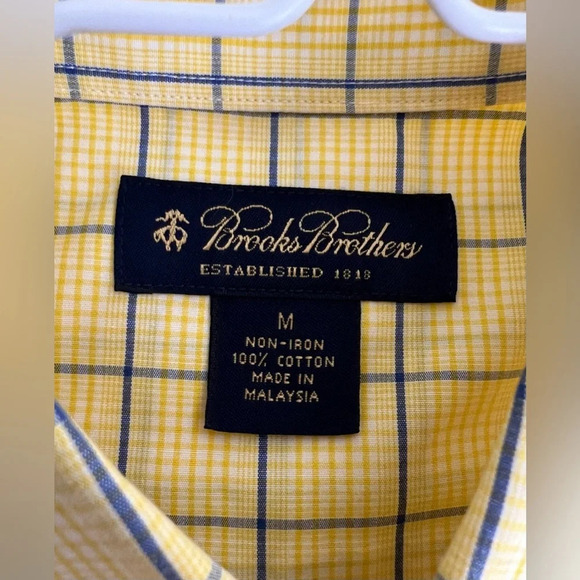 Brooks Brothers
ESTABLISHED 1818
M
NON-IRON
100% COTTON
MADE IN
MALAYSIA